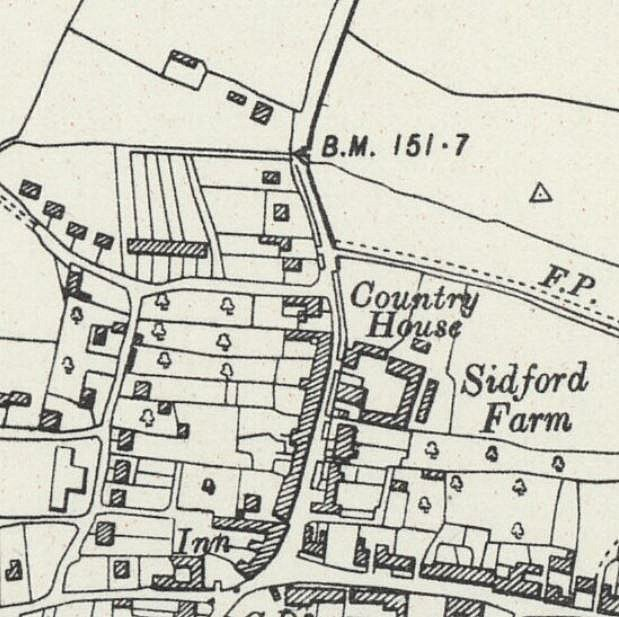 B.M. 151·7
F.P.
Country
House
Sidford
Farm
Inn